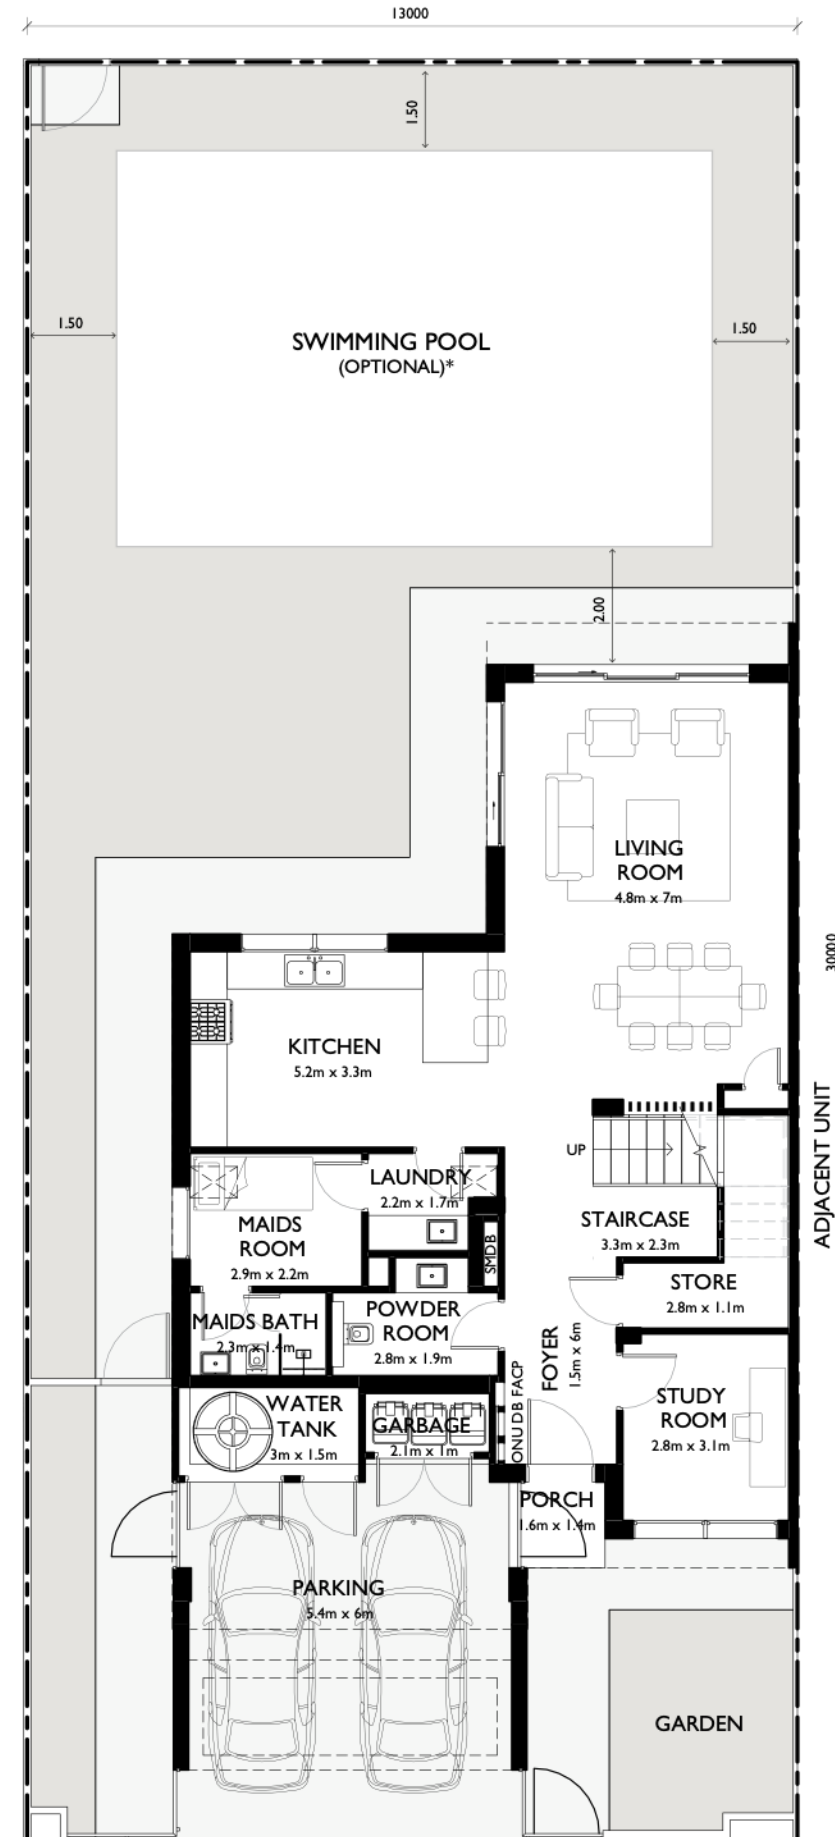 13000
1.50
1.50
1.50
SWIMMING POOL
(OPTIONAL)*
2.00
LIVING
ROOM
4.8m x 7m
30000
KITCHEN
5.2m x 3.3m
ADJACENT UNIT
UP
LAUNDRY
2.2m x 1.7m
MAIDS
ROOM
2.9m x 2.2m
STAIRCASE
3.3m x 2.3m
SMDB
STORE
2.8m x 1.1m
MAIDS BATH
2.3m x 1.4m
POWDER
ROOM
2.8m x 1.9m
FOYER
1.5m x 6m
ONU DB FACP
STUDY
ROOM
2.8m x 3.1m
WATER
TANK
3m x 1.5m
GARBAGE
2.1m x 1m
PORCH
1.6m x 1.4m
PARKING
5.4m x 6m
GARDEN